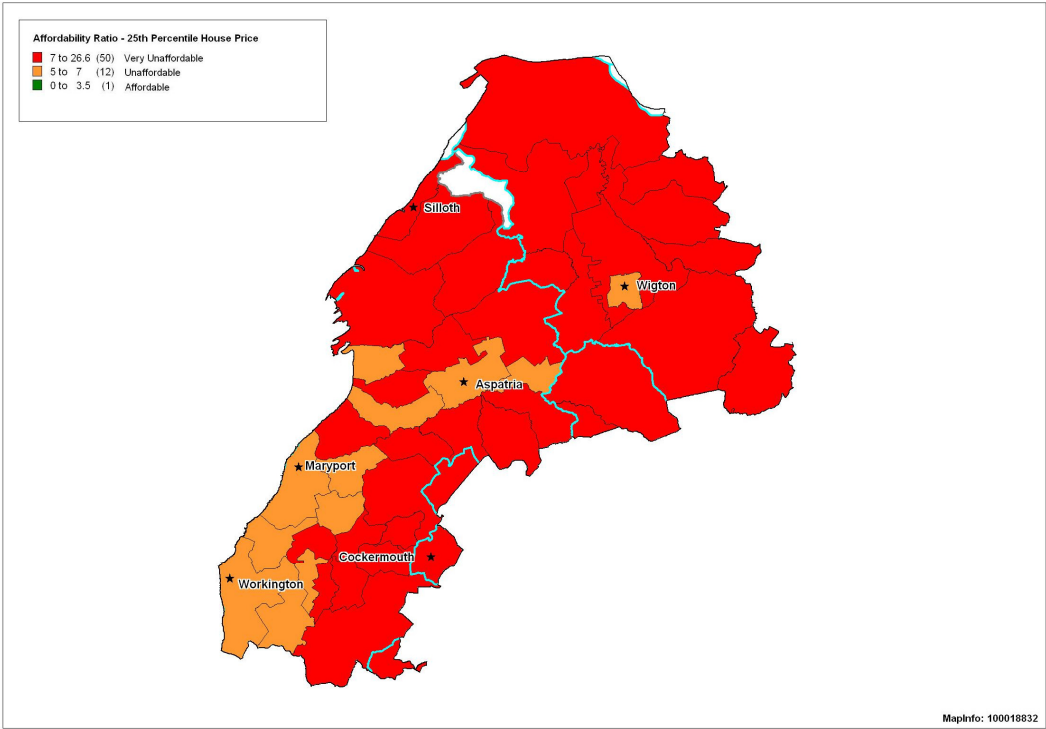 Affordability Ratio - 25th Percentile House Price
7 to 26.6 (50) Very Unaffordable
5 to 7 (12) Unaffordable
0 to 3.5 (1) Affordable
Silloth
Wigton
Aspatria
Maryport
Cockermouth
Workington
MapInfo: 100018832